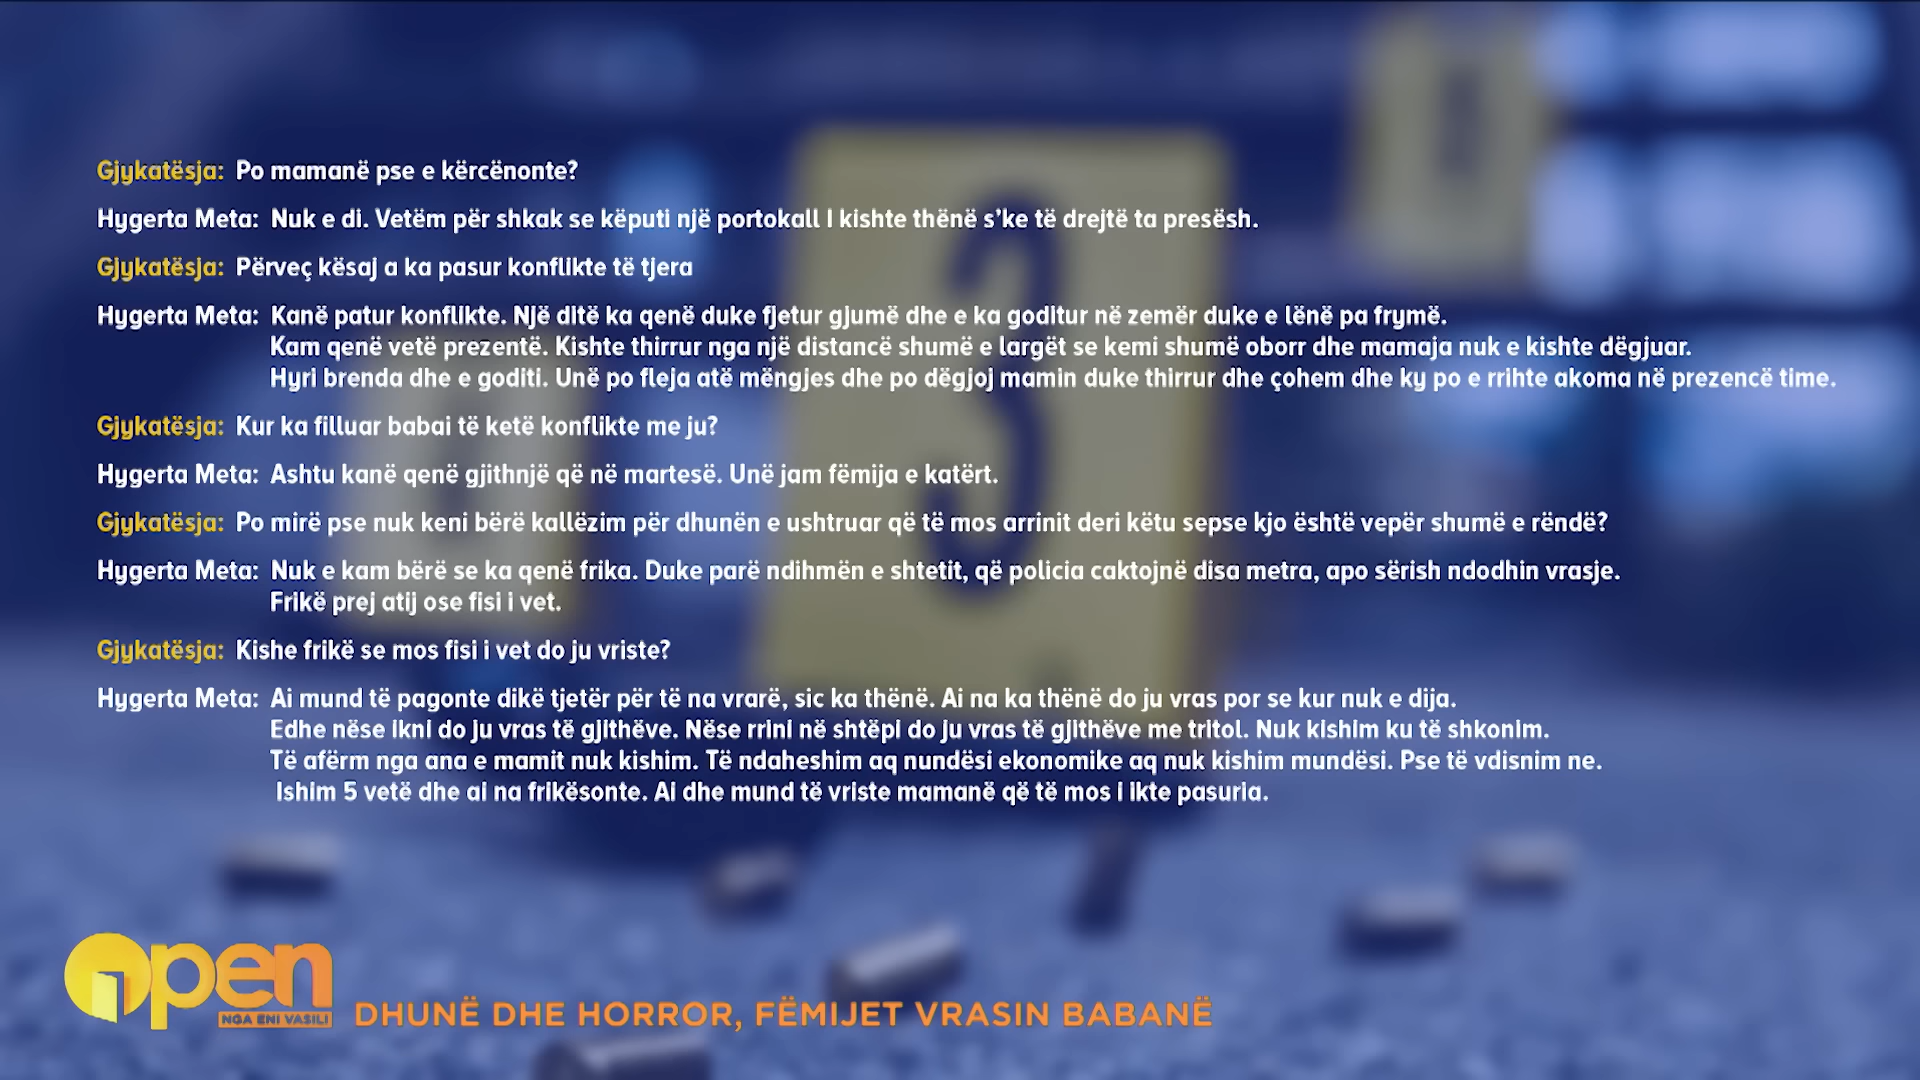 Gjykatësja: Po mamanë pse e kërcënonte?
Hygerta Meta: Nuk e di. Vetëm për shkak se këputi një portokall I kishte thënë s'ke të drejtë ta presësh.
Gjykatësja: Përveç kësaj a ka pasur konflikte të tjera
Hygerta Meta: Kanë patur konflikte. Një ditë ka qenë duke fjetur gjumë dhe e ka goditur në zemër duke e lënë pa frymë.
Kam qenë vetë prezentë. Kishte thirrur nga një distancë shumë e largët se kemi shumë oborr dhe mamaja nuk e kishte dëgjuar.
Hyri brenda dhe e goditi. Unë po fleja atë mëngjes dhe po dëgjoj mamin duke thirrur dhe çohem dhe ky po e rrihte akoma në prezencë time.
Gjykatësja: Kur ka filluar babai të ketë konflikte me ju?
Hygerta Meta: Ashtu kanë qenë gjithnjë që në martesë. Unë jam fëmija e katërt.
Gjykatësja: Po mirë pse nuk keni bërë kallëzim për dhunën e ushtruar që të mos arrinit deri këtu sepse kjo është vepër shumë e rëndë?
Hygerta Meta: Nuk e kam bërë se ka qenë frika. Duke parë ndihmën e shtetit, që policia caktojnë disa metra, apo sërish ndodhin vrasje.
Frikë prej atij ose fisi i vet.
Gjykatësja: Kishe frikë se mos fisi i vet do ju vriste?
Hygerta Meta: Ai mund të pagonte dikë tjetër për të na vrarë, sic ka thënë. Ai na ka thënë do ju vras por se kur nuk e dija.
Edhe nëse ikni do ju vras të gjithëve. Nëse rrini në shtëpi do ju vras të gjithëve me tritol. Nuk kishim ku të shkonim.
Të afërm nga ana e mamit nuk kishim. Të ndaheshim aq nundësi ekonomike aq nuk kishim mundësi. Pse të vdisnim ne.
Ishim 5 vetë dhe ai na frikësonte. Ai dhe mund të vriste mamanë që të mos i ikte pasuria.
Open
NGA ENI VASILI
DHUNË DHE HORROR, FËMIJET VRASIN BABANË
3